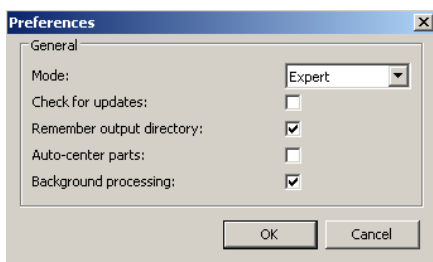 Preferences
General
Mode: Expert
Check for updates:
Remember output directory:
Auto-center parts:
Background processing:
OK Cancel